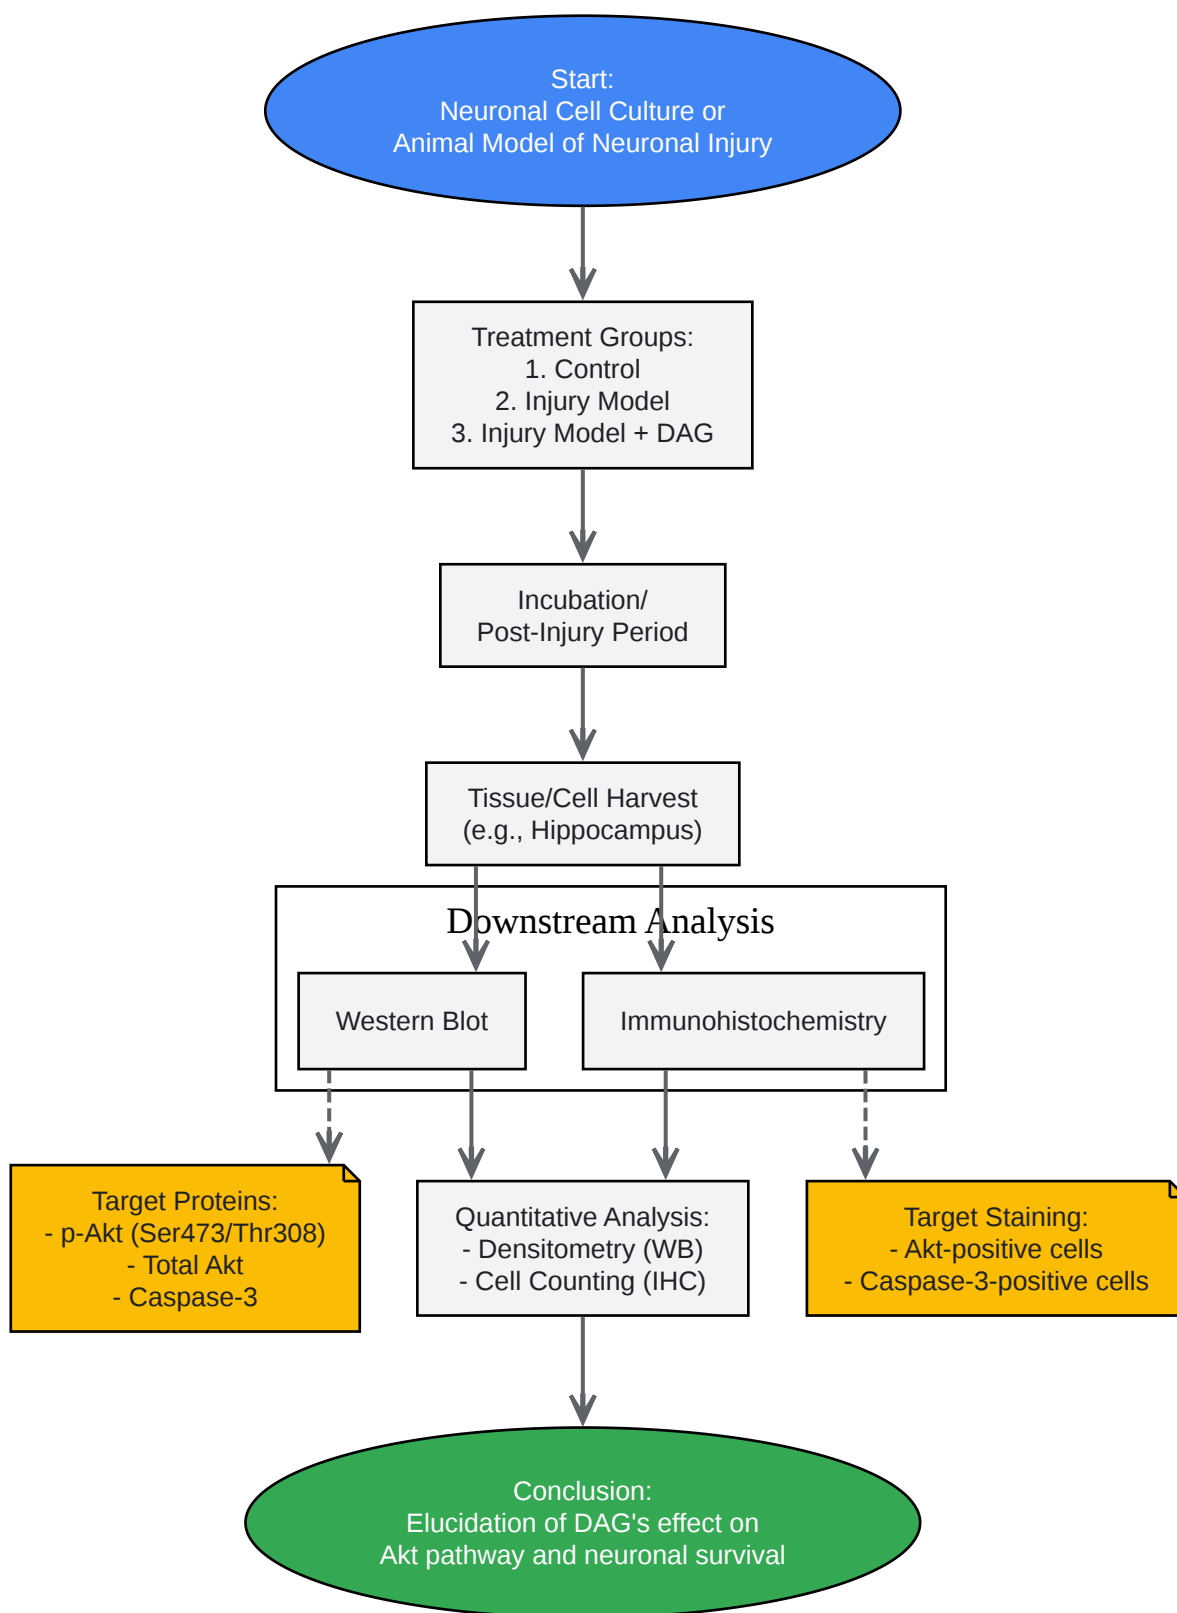 Start:
Neuronal Cell Culture or
Animal Model of Neuronal Injury
Treatment Groups:
1. Control
2. Injury Model
3. Injury Model + DAG
Incubation/
Post-Injury Period
Tissue/Cell Harvest
(e.g., Hippocampus)
Downstream Analysis
Western Blot
Immunohistochemistry
Target Proteins:
- p-Akt (Ser473/Thr308)
- Total Akt
- Caspase-3
Quantitative Analysis:
- Densitometry (WB)
- Cell Counting (IHC)
Target Staining:
- Akt-positive cells
- Caspase-3-positive cells
Conclusion:
Elucidation of DAG's effect on
Akt pathway and neuronal survival